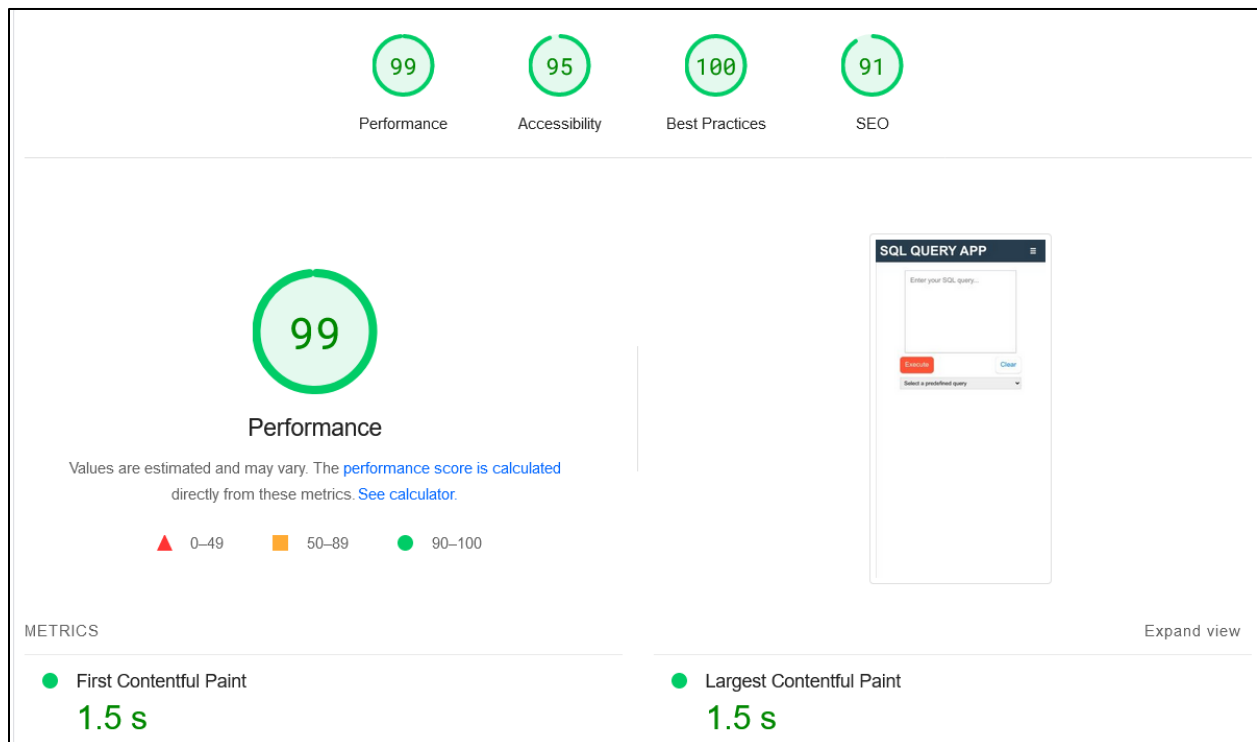 99
95
100
91
Performance
Accessibility
Best Practices
SEO
99
Performance
Values are estimated and may vary. The performance score is calculated
directly from these metrics. See calculator.
0–49
50–89
90–100
SQL QUERY APP
Enter your SQL query...
Execute
Clear
Select a predefined query
METRICS
Expand view
First Contentful Paint
1.5 s
Largest Contentful Paint
1.5 s